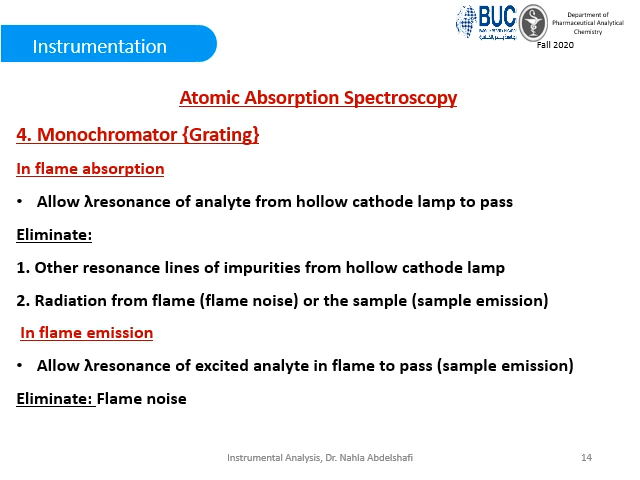 Instrumentation
BUC
Department of
Pharmaceutical Analytical
Chemistry
Fall 2020
Atomic Absorption Spectroscopy
4. Monochromator {Grating}
In flame absorption
• Allow λresonance of analyte from hollow cathode lamp to pass
Eliminate:
1. Other resonance lines of impurities from hollow cathode lamp
2. Radiation from flame (flame noise) or the sample (sample emission)
In flame emission
• Allow λresonance of excited analyte in flame to pass (sample emission)
Eliminate: Flame noise
Instrumental Analysis, Dr. Nahla Abdelshafi
14